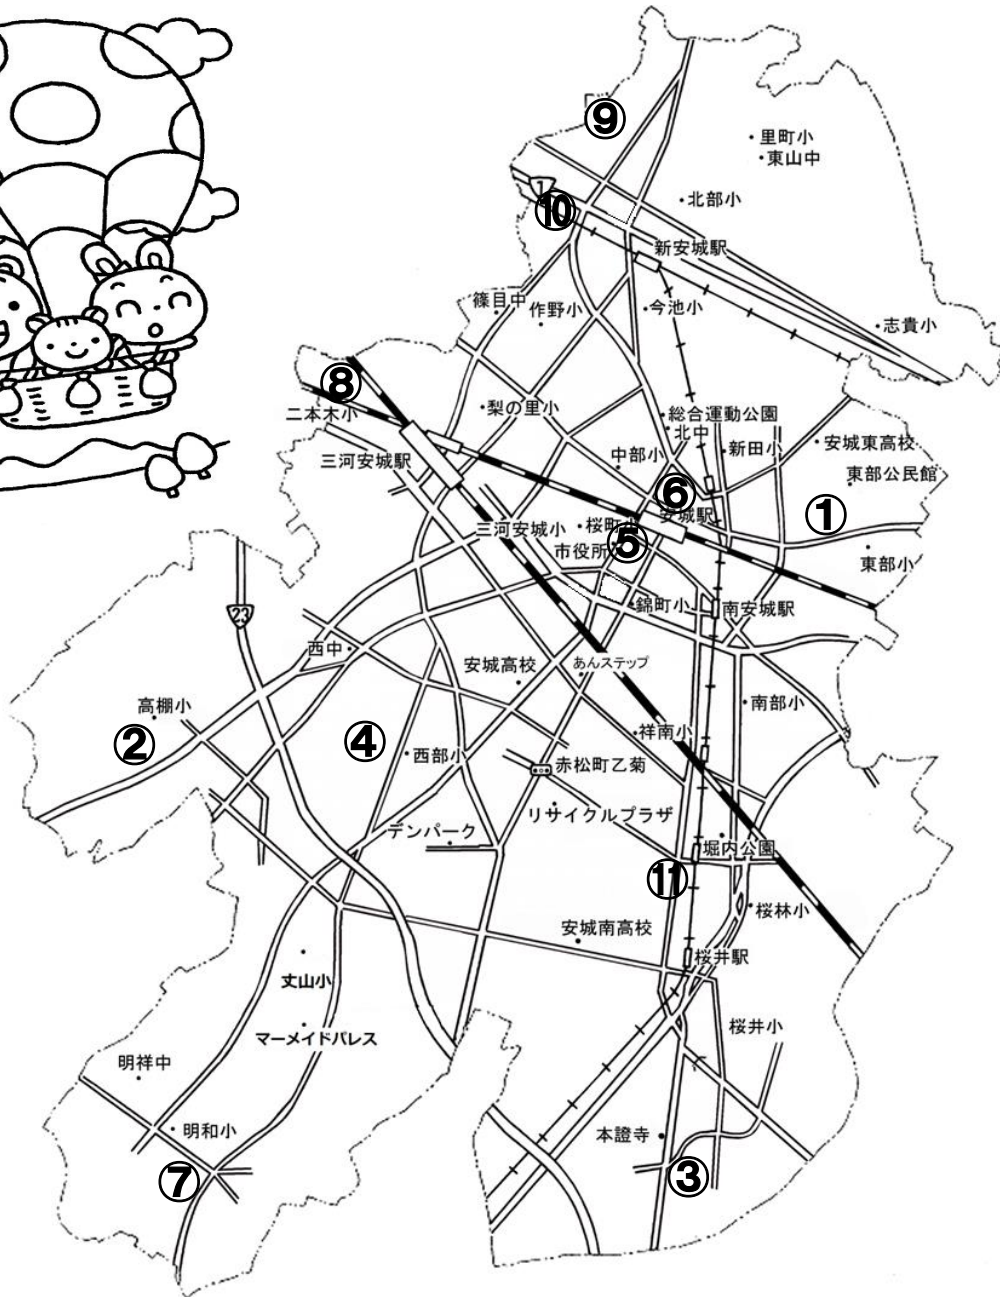 ⑨
・里町小
・東山中
1
⑩
・北部小
新安城駅
篠目中
作野小
・今池小
・志貴小
⑧
二本木小
・梨の里小
・総合運動公園
・北中
・新田小
・安城東高校
東部公民館
中部小
三河安城駅
⑥
安城駅
①
三河安城小
・桜町小
⑤
市役所
東部小
23
・錦町小
南安城駅
西中・
安城高校
あんステップ
高棚小
・南部小
②
④
・西部小
・祥南小
赤松町乙菊
リサイクルプラザ
デンパーク
堀内公園
⑪
・桜林小
安城南高校
桜井駅
丈山小
マーメイドパレス
桜井小
明祥中
・明和小
本證寺・
⑦
③